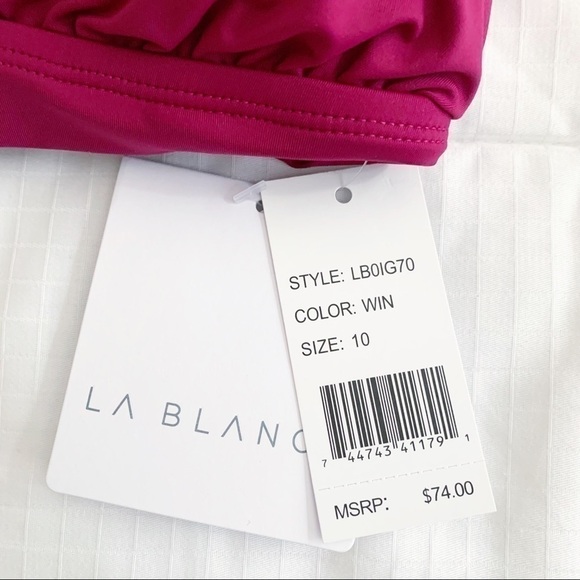 LA BLANC
STYLE: LB0IG70
COLOR: WIN
SIZE: 10
7 44743 41179 1
MSRP: $74.00